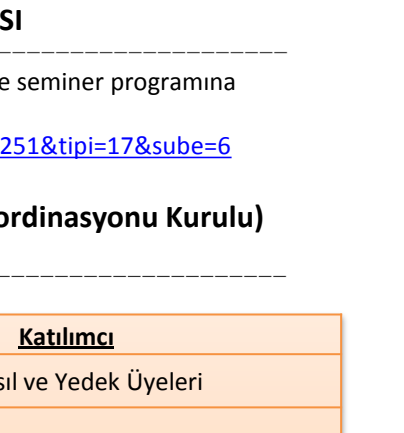 SI
e seminer programına
251&tipi=17&sube=6
ordinasyonu Kurulu)
Katılımcı
sıl ve Yedek Üyeleri